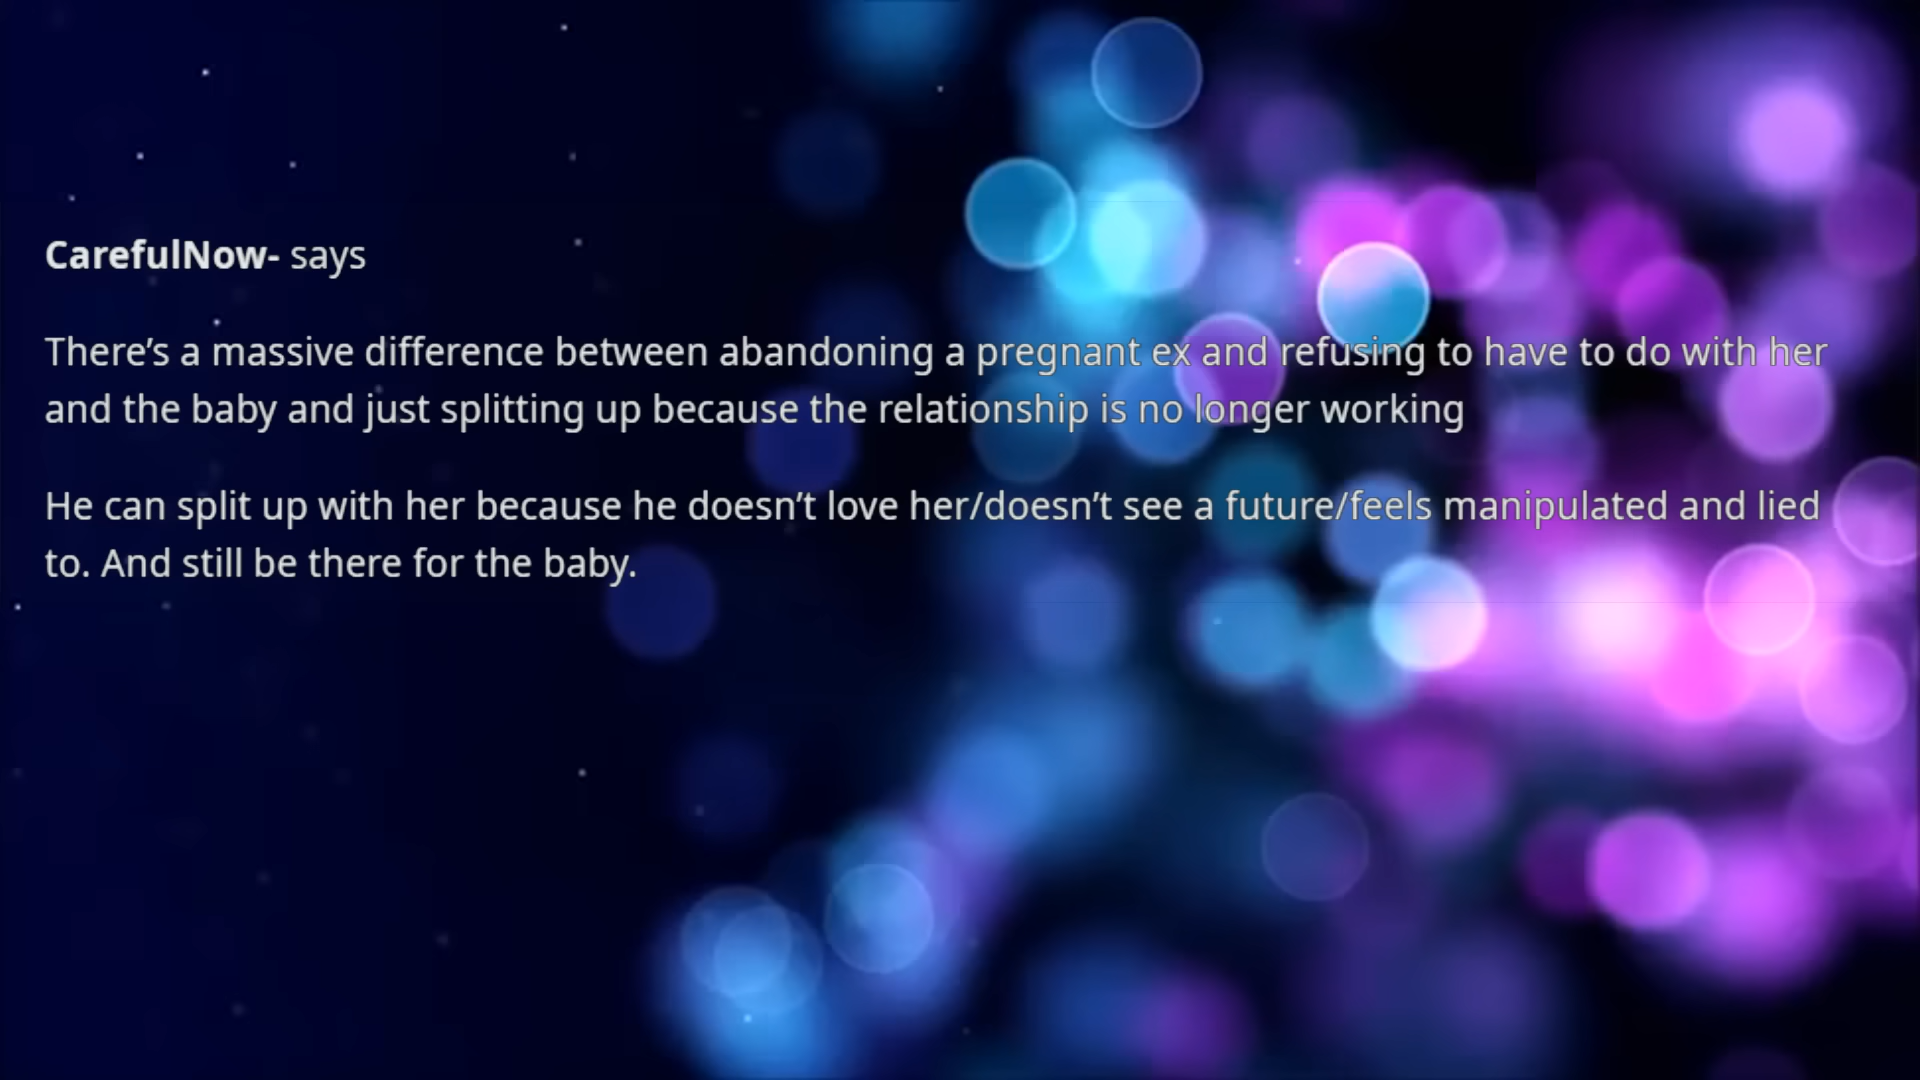 CarefulNow- says
There’s a massive difference between abandoning a pregnant ex and refusing to have to do with her
and the baby and just splitting up because the relationship is no longer working
He can split up with her because he doesn’t love her/doesn’t see a future/feels manipulated and lied
to. And still be there for the baby.